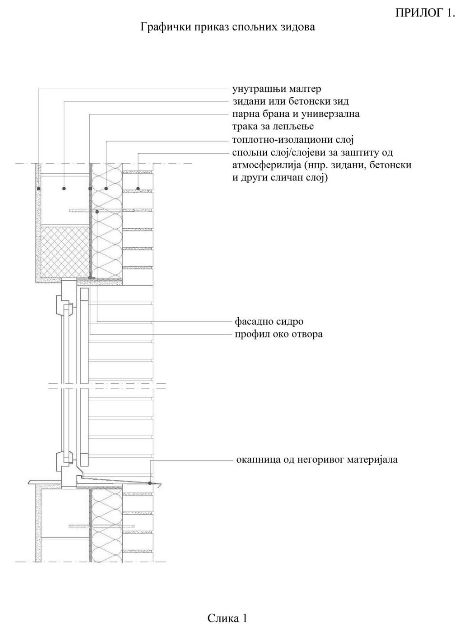 ПРИЛОГ 1.
Графички приказ спољних зидова
унутрашњи малтер
зидани или бетонски зид
парна брана и универзална
трака за лепљење
топлотно-изолациони слој
спољни слој/слојеви за заштиту од
атмосферилија (нпр. зидани, бетонски
и други сличан слој)
фасадно сидро
профил око отвора
окапница од негоривог материјала
Слика 1